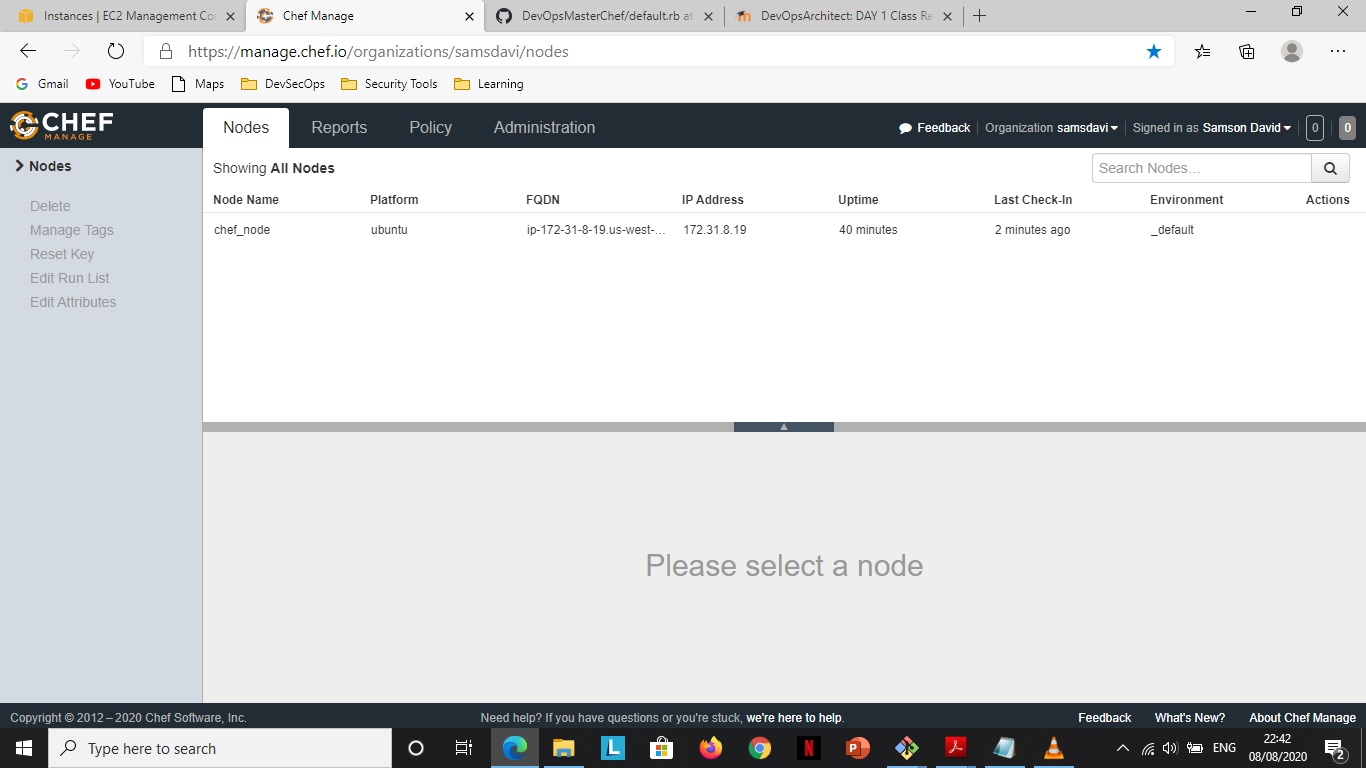 Instances | EC2 Management Co
Chef Manage
DevOpsMasterChef/default.rb at
DevOpsArchitect: DAY 1 Class Re
https://manage.chef.io/organizations/samsdavi/nodes
Gmail YouTube Maps DevSecOps Security Tools Learning
CHEF
MANAGE
Nodes Reports Policy Administration
Feedback Organization samsdavi Signed in as Samson David 0 0
Nodes
Delete
Manage Tags
Reset Key
Edit Run List
Edit Attributes
Showing All Nodes
Search Nodes...
Node Name Platform FQDN IP Address Uptime Last Check-In Environment Actions
chef_node ubuntu ip-172-31-8-19.us-west-... 172.31.8.19 40 minutes 2 minutes ago _default
Please select a node
Copyright © 2012 – 2020 Chef Software, Inc.
Need help? If you have questions or you're stuck, we're here to help.
Feedback What's New? About Chef Manage
Type here to search
ENG
22:42
08/08/2020
2